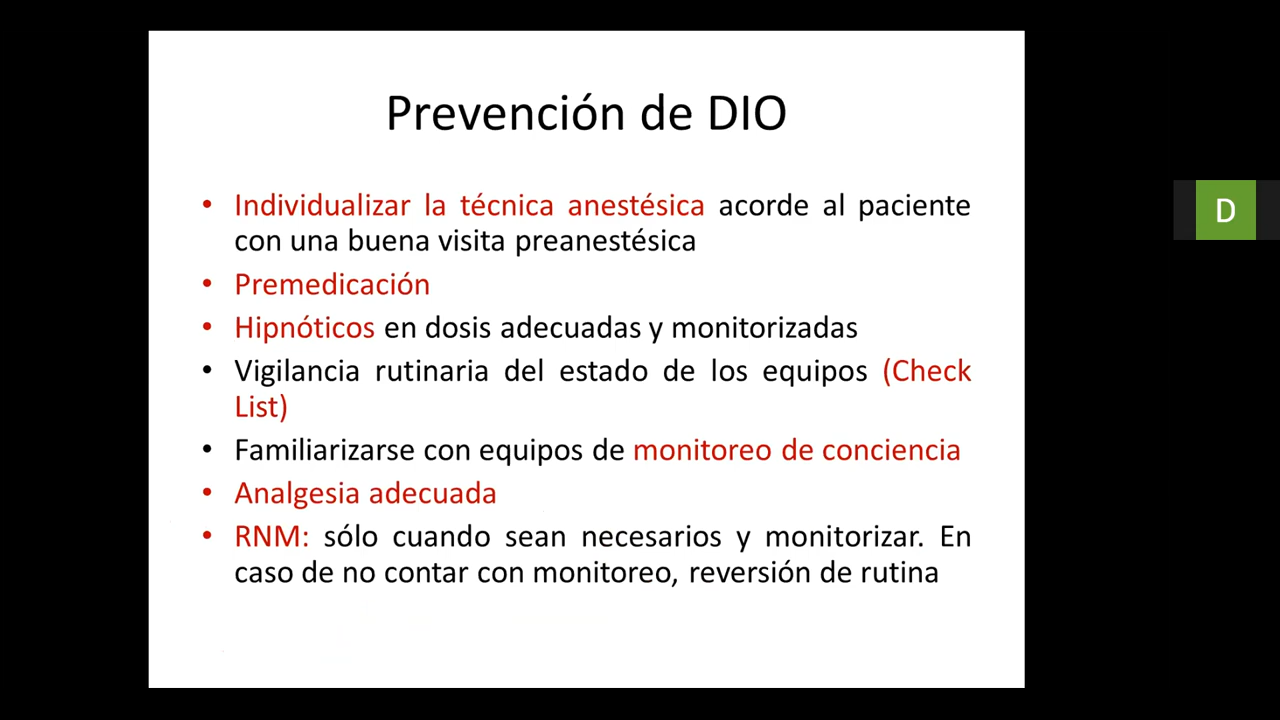 Prevención de DIO
• Individualizar la técnica anestésica acorde al paciente
con una buena visita preanestésica
• Premedicación
• Hipnóticos en dosis adecuadas y monitorizadas
• Vigilancia rutinaria del estado de los equipos (Check
List)
• Familiarizarse con equipos de monitoreo de conciencia
• Analgesia adecuada
• RNM: sólo cuando sean necesarios y monitorizar. En
caso de no contar con monitoreo, reversión de rutina
D